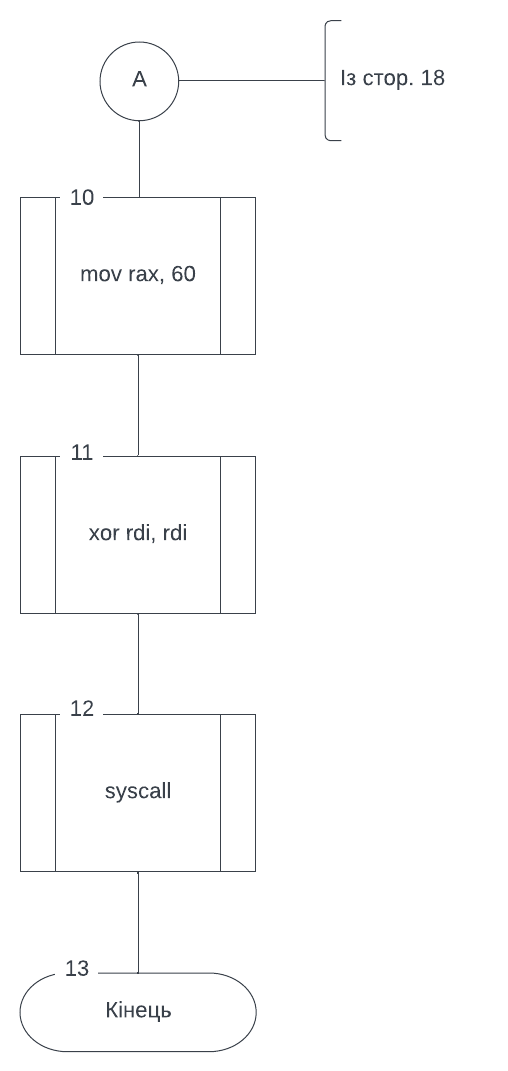 А
Із стор. 18
10
mov rax, 60
11
xor rdi, rdi
12
syscall
13
Кінець